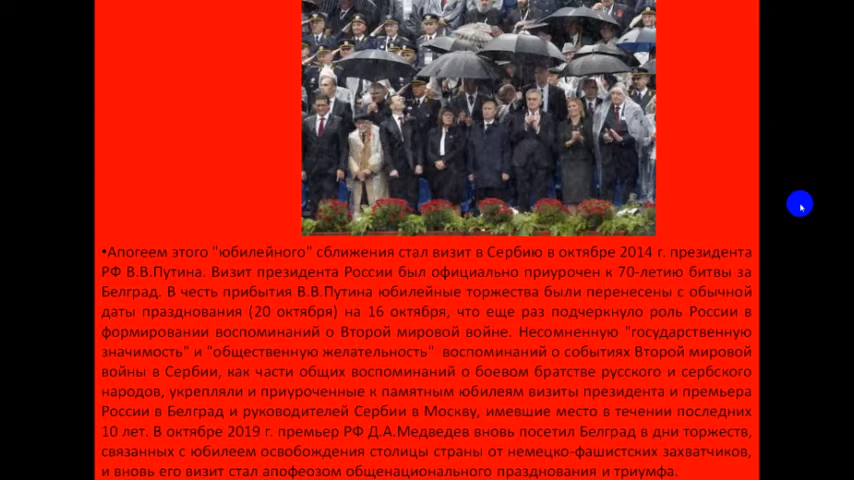 •Апогеем этого "юбилейного" сближения стал визит в Сербию в октябре 2014 г. президента
РФ В.В.Путина. Визит президента России был официально приурочен к 70-летию битвы за
Белград. В честь прибытия В.В.Путина юбилейные торжества были перенесены с обычной
даты празднования (20 октября) на 16 октября, что еще раз подчеркнуло роль России в
формировании воспоминаний о Второй мировой войне. Несомненную "государственную
значимость" и "общественную желательность" воспоминаний о событиях Второй мировой
войны в Сербии, как части общих воспоминаний о боевом братстве русского и сербского
народов, укрепляли и приуроченные к памятным юбилеям визиты президента и премьера
России в Белград и руководителей Сербии в Москву, имевшие место в течении последних
10 лет. В октябре 2019 г. премьер РФ Д.А.Медведев вновь посетил Белград в дни торжеств,
связанных с юбилеем освобождения столицы страны от немецко-фашистских захватчиков,
и вновь его визит стал апофеозом общенационального празднования и триумфа.